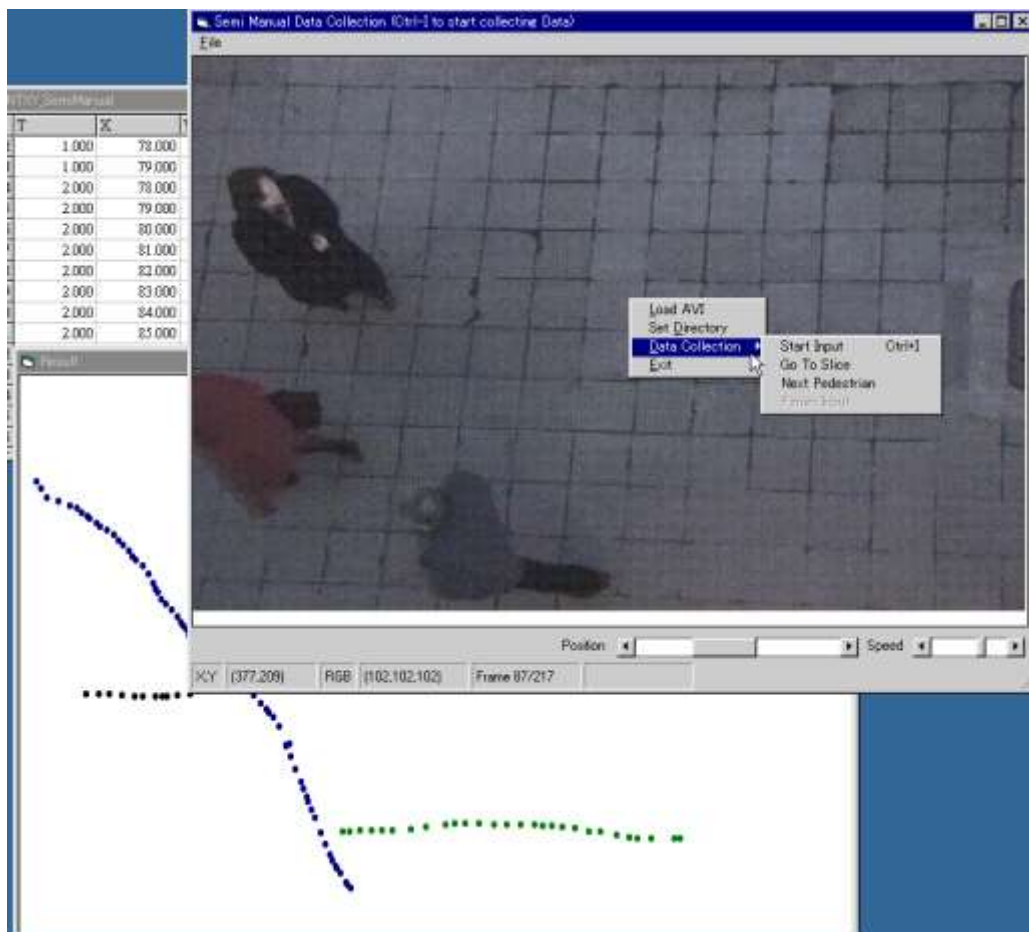 Semi Manual Data Collection (Ctrl-I to start collecting Data)
File
NTXY_SemiManual
T X
1.000 78.000
1.000 79.000
2.000 78.000
2.000 79.000
2.000 80.000
2.000 81.000
2.000 82.000
2.000 83.000
2.000 84.000
2.000 85.000
Result
Load AVI
Set Directory
Data Collection
Exit
Start Input Ctrl+I
Go To Slice
Next Pedestrian
Position
Speed
X:Y (377.209) RGB (102.102.102) Frame 87/217